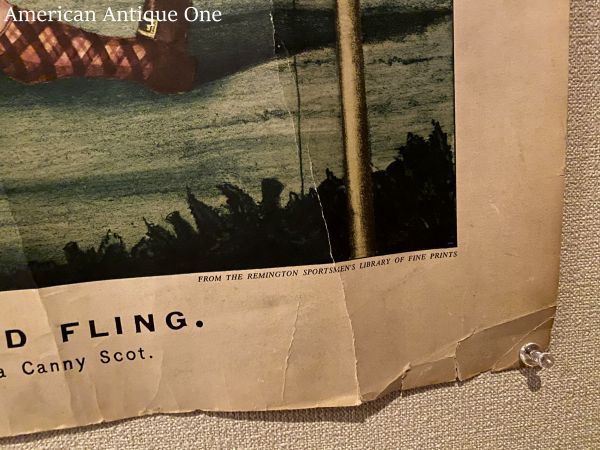 American Antique One
FROM THE REMINGTON SPORTSMEN'S LIBRARY OF FINE PRINTS
D FLING.
a Canny Scot.